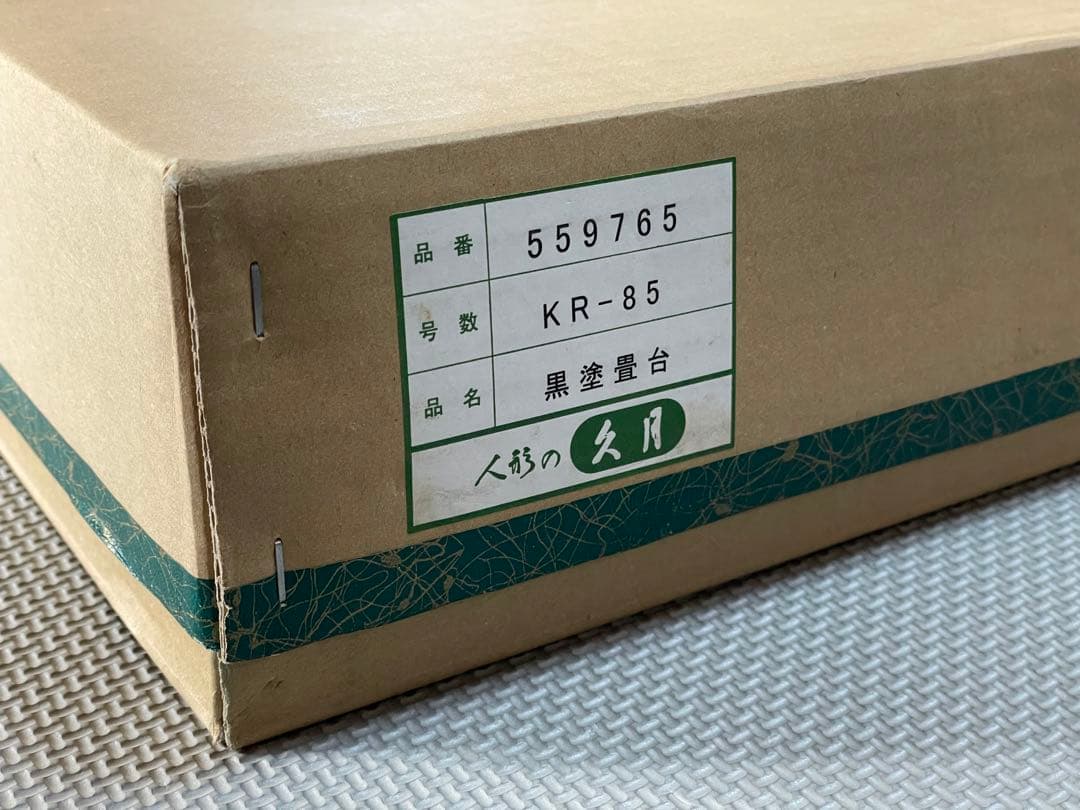 品番 559765
号数 KR-85
品名 黒塗畳台
人形の久月